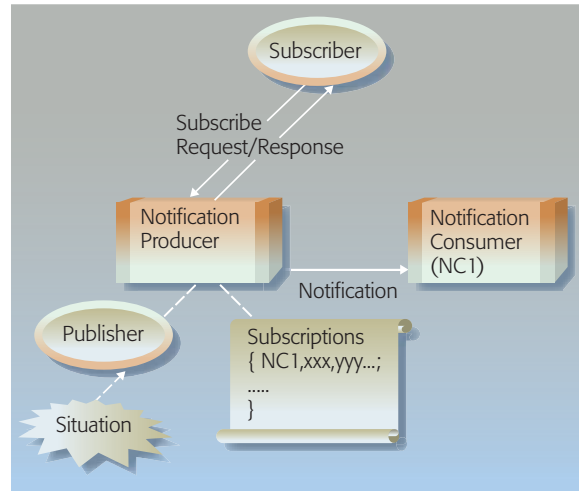 Subscriber
Subscribe
Request/Response
Notification
Producer
Notification
Consumer
(NC1)
Notification
Publisher
Subscriptions
{ NC1,xxx,yyy...;
.....
}
Situation